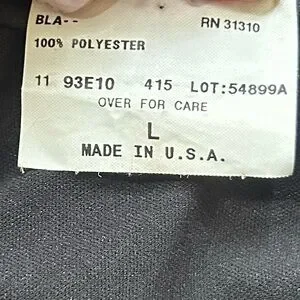 BLA-- RN 31310
100% POLYESTER
11 93E10 415 LOT:54899A
OVER FOR CARE
L
MADE IN U.S.A.